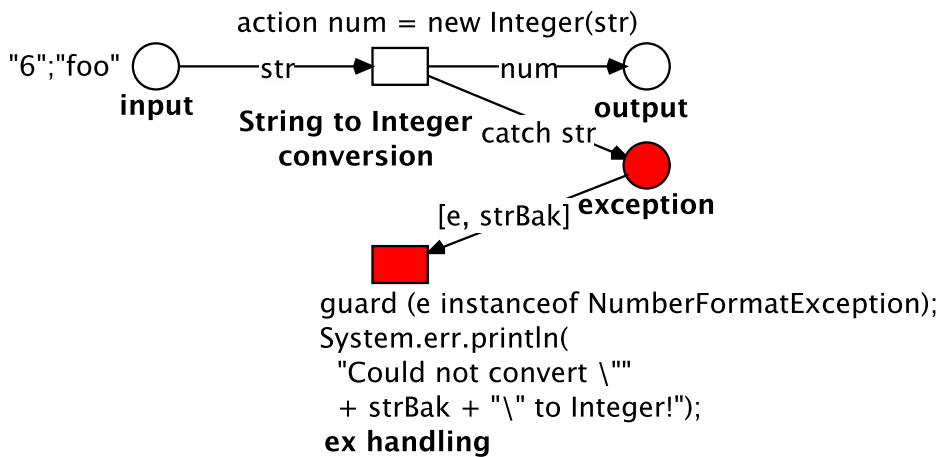 action num = new Integer(str)
"6";"foo"
str
num
input
output
String to Integer
conversion
catch str
exception
[e, strBak]
guard (e instanceof NumberFormatException);
System.err.println(
"Could not convert \""
+ strBak + "\" to Integer!");
ex handling